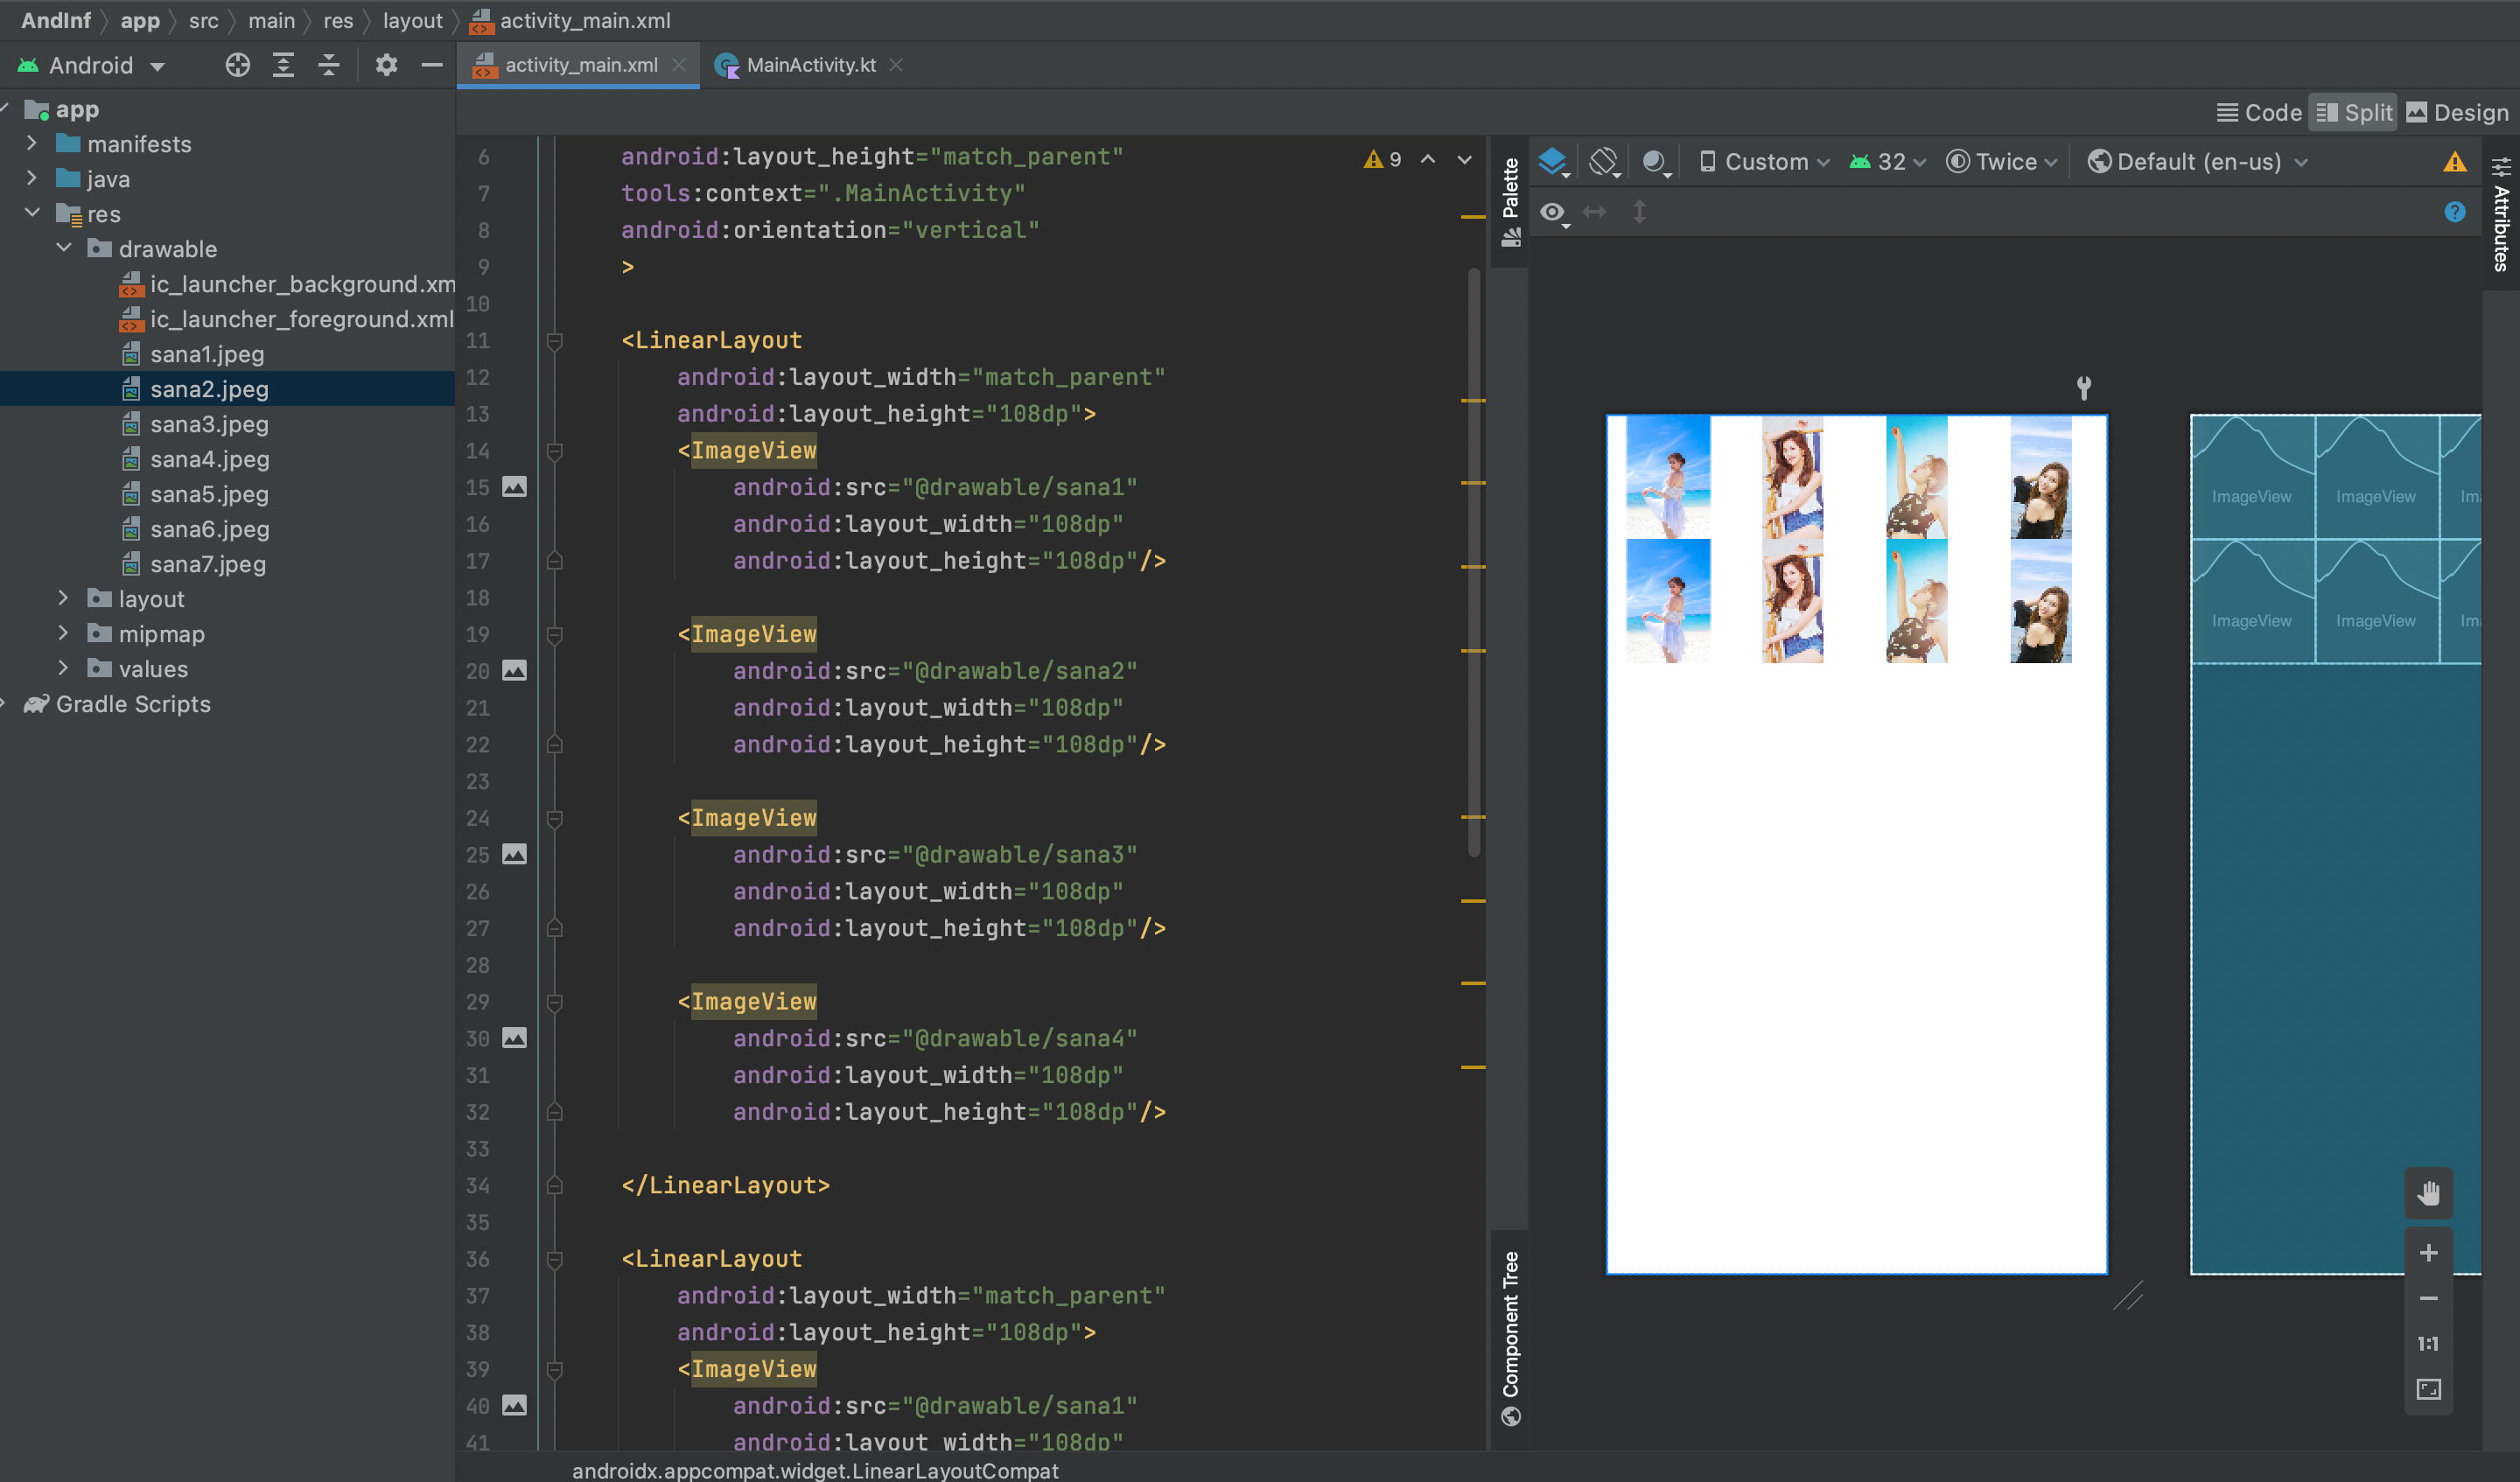 AndInf app src main res layout activity_main.xml
Android
activity_main.xml
MainActivity.kt
Code
Split
Design
app
manifests
java
res
drawable
ic_launcher_background.xm
ic_launcher_foreground.xml
sana1.jpeg
sana2.jpeg
sana3.jpeg
sana4.jpeg
sana5.jpeg
sana6.jpeg
sana7.jpeg
layout
mipmap
values
Gradle Scripts
6 android:layout_height="match_parent"
7 tools:context=".MainActivity"
8 android:orientation="vertical"
9 >
10
11 <LinearLayout
12 android:layout_width="match_parent"
13 android:layout_height="108dp">
14 <ImageView
15 android:src="@drawable/sana1"
16 android:layout_width="108dp"
17 android:layout_height="108dp"/>
18
19 <ImageView
20 android:src="@drawable/sana2"
21 android:layout_width="108dp"
22 android:layout_height="108dp"/>
23
24 <ImageView
25 android:src="@drawable/sana3"
26 android:layout_width="108dp"
27 android:layout_height="108dp"/>
28
29 <ImageView
30 android:src="@drawable/sana4"
31 android:layout_width="108dp"
32 android:layout_height="108dp"/>
33
34 </LinearLayout>
35
36 <LinearLayout
37 android:layout_width="match_parent"
38 android:layout_height="108dp">
39 <ImageView
40 android:src="@drawable/sana1"
41 android:layout_width="108dp"
9
Palette
Custom
32
Twice
Default (en-us)
?
Attributes
ImageView ImageView Im
ImageView ImageView Im
Component Tree
1:1
androidx.appcompat.widget.LinearLayoutCompat